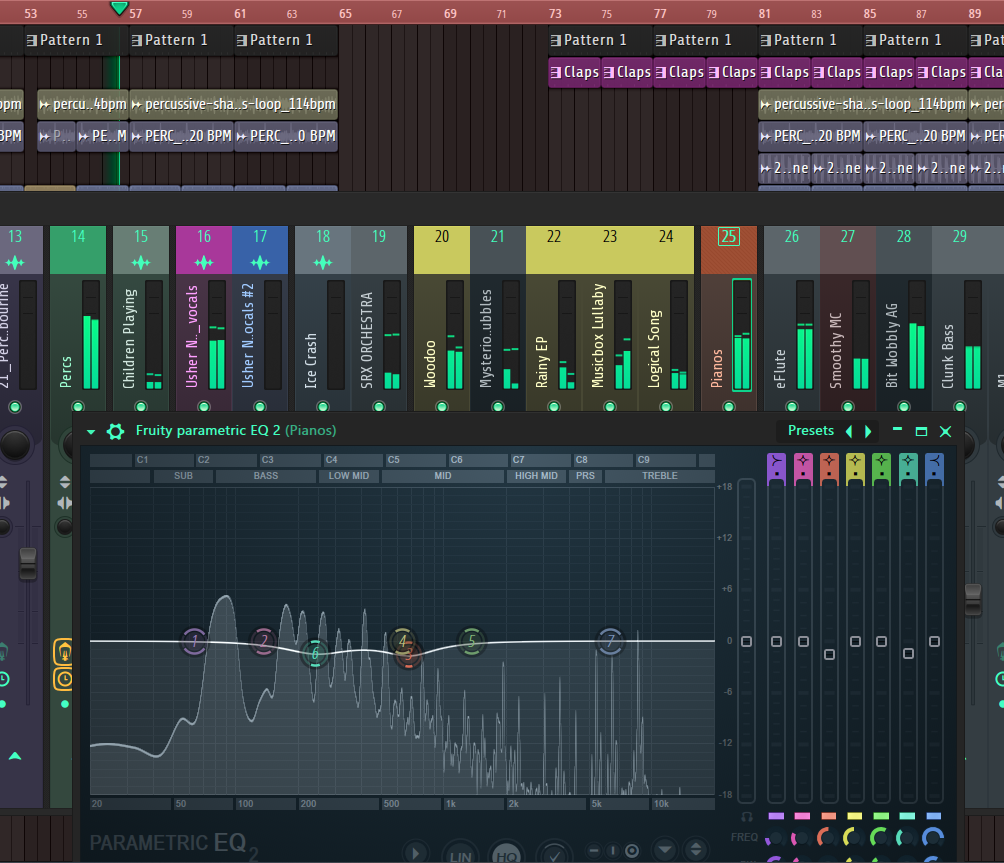 53 55 57 59 61 63 65 67 69 71 73 75 77 79 81 83 85 87 89
Pattern 1 Pattern 1 Pattern 1 Pattern 1 Pattern 1 Pattern 1 Pattern 1 Pat
Claps Claps Claps Claps Claps Claps Claps Claps Cla
bpm percu..4bpm percussive-sha..s-loop_114bpm percussive-sha..s-loop_114bpm per
BPM P.. PE..M PERC_..20 BPM PERC_...0 BPM PERC_..20 BPM PERC_..20 BPM PE
2...ne 2...ne 2...ne 2...ne 2..
13 14 15 16 17 18 19 20 21 22 23 24 25 26 27 28 29
21_Perc..bourine
Percs
Children Playing
Usher N.._vocals
Usher N..ocals #2
Ice Crash
SRX ORCHESTRA
Woodoo
Mysterio..ubbles
Rainy EP
Musicbox Lullaby
Logical Song
Pianos
eFlute
Smoothy MC
Bit Wobbly AG
Clunk Bass
Fruity parametric EQ 2 (Pianos) Presets
C1 C2 C3 C4 C5 C6 C7 C8 C9
SUB BASS LOW MID MID HIGH MID PRS TREBLE
+18
+12
+6
0
-6
-12
-18
1 2 6 4 3 5 7
20 50 100 200 500 1k 2k 5k 10k
FREQ
PARAMETRIC EQ 2
LIN HQ